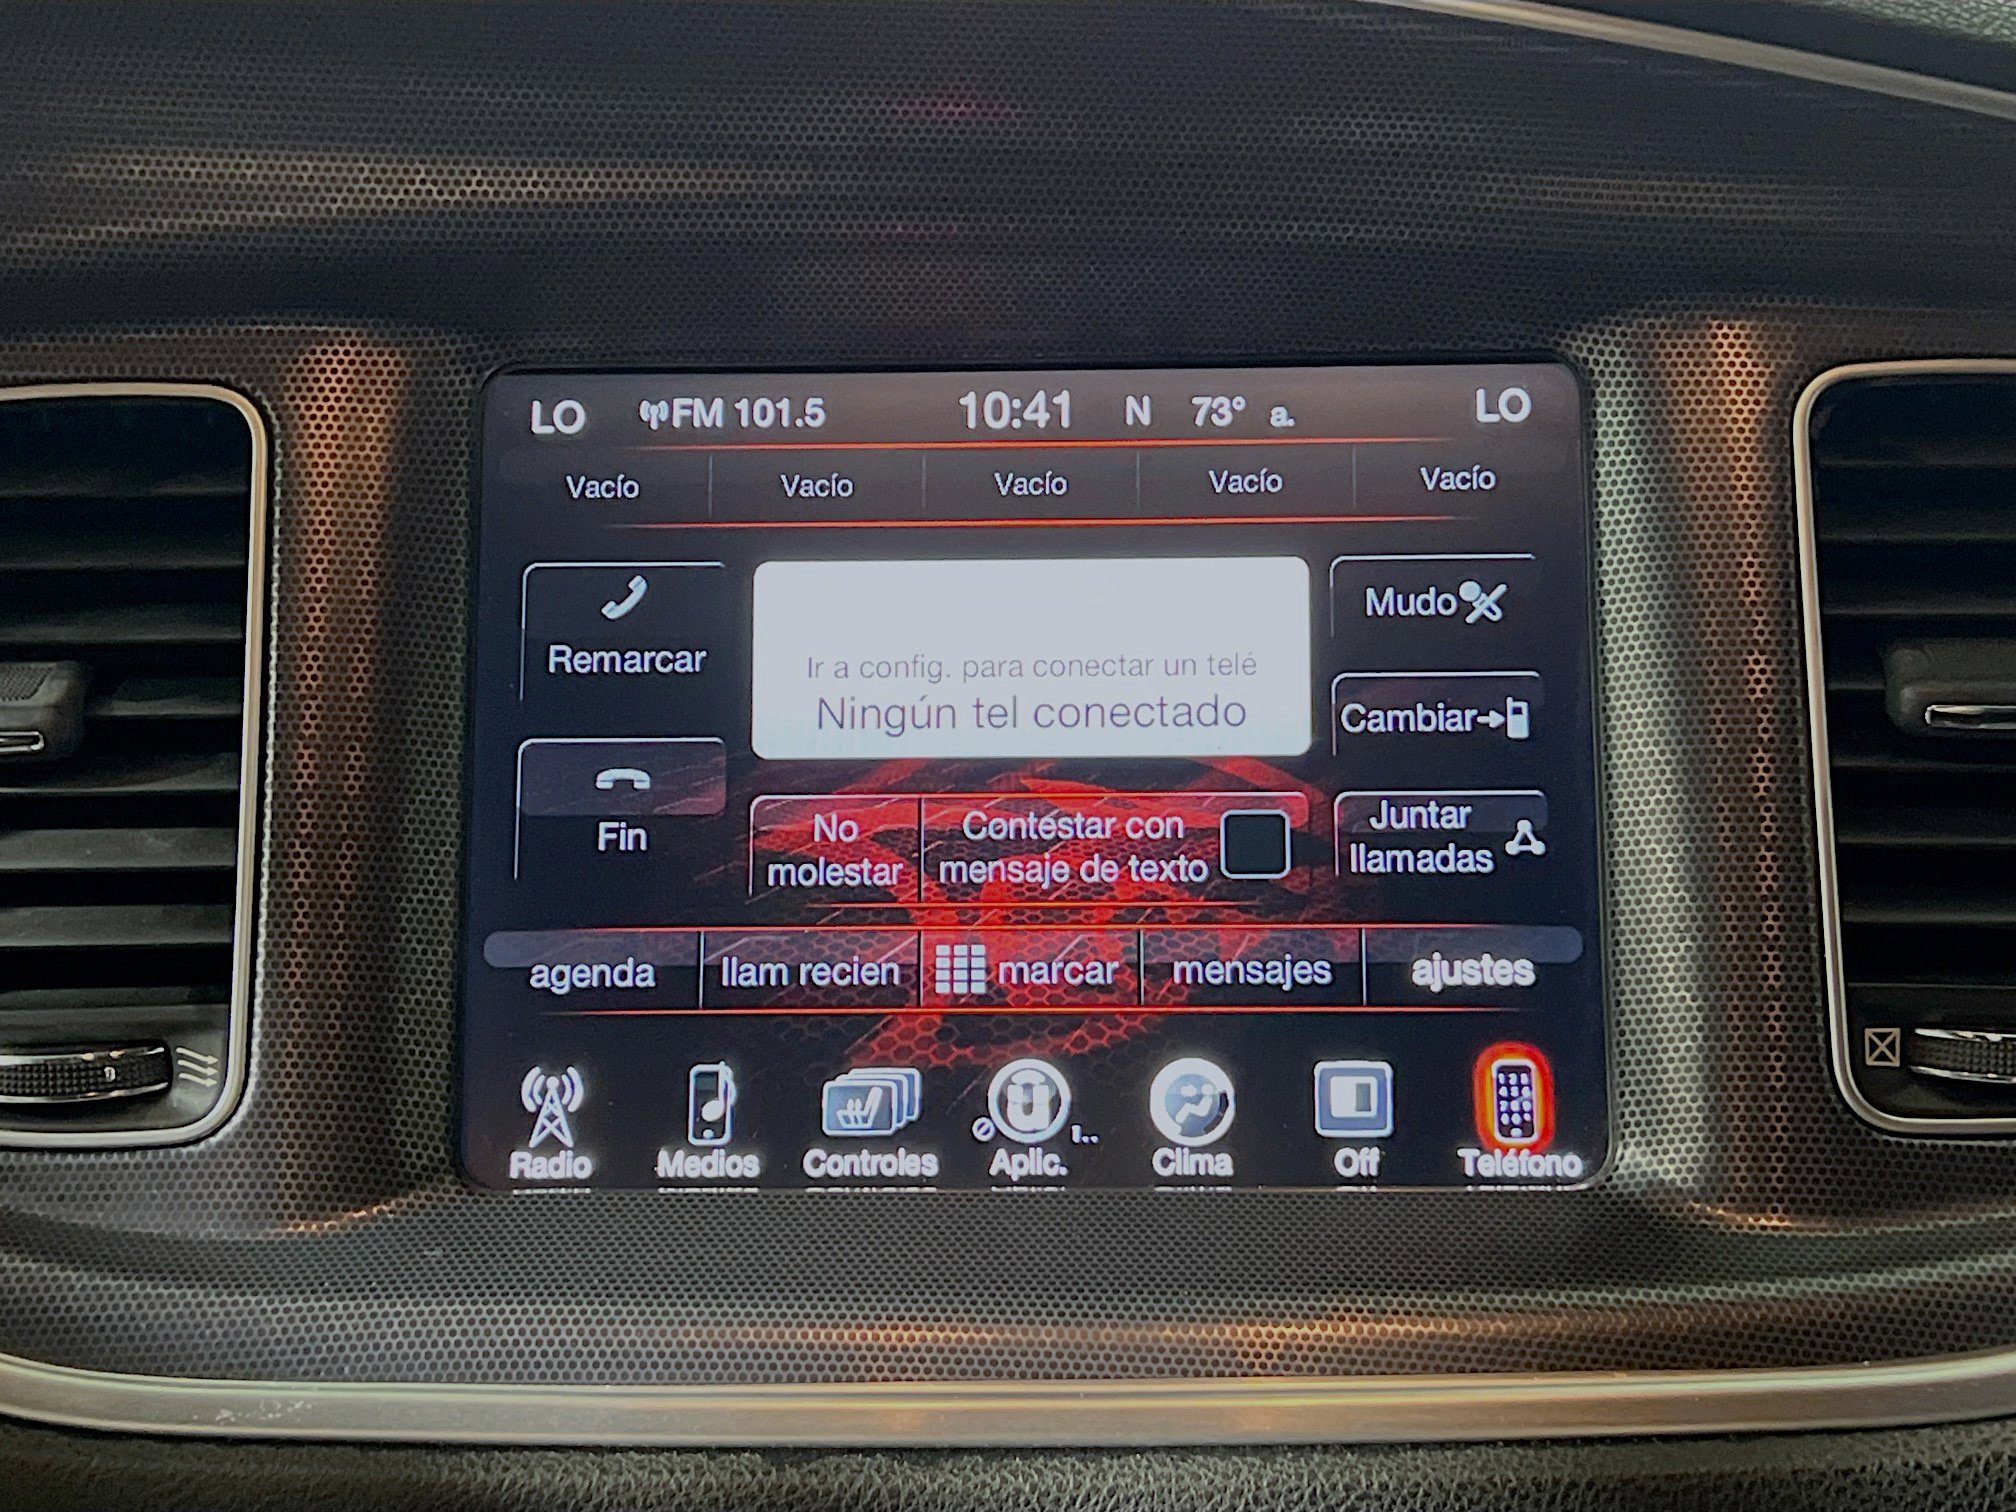 LO FM 101.5 10:41 N 73° a. LO
Vacío Vacío Vacío Vacío Vacío
Remarcar
Ir a config. para conectar un telé
Ningún tel conectado
Mudo
Cambiar
Fin
No
molestar
Contestar con
mensaje de texto
Juntar
llamadas
agenda llam recien marcar mensajes ajustes
Radio Medios Controles Aplic. Clima Off Teléfono